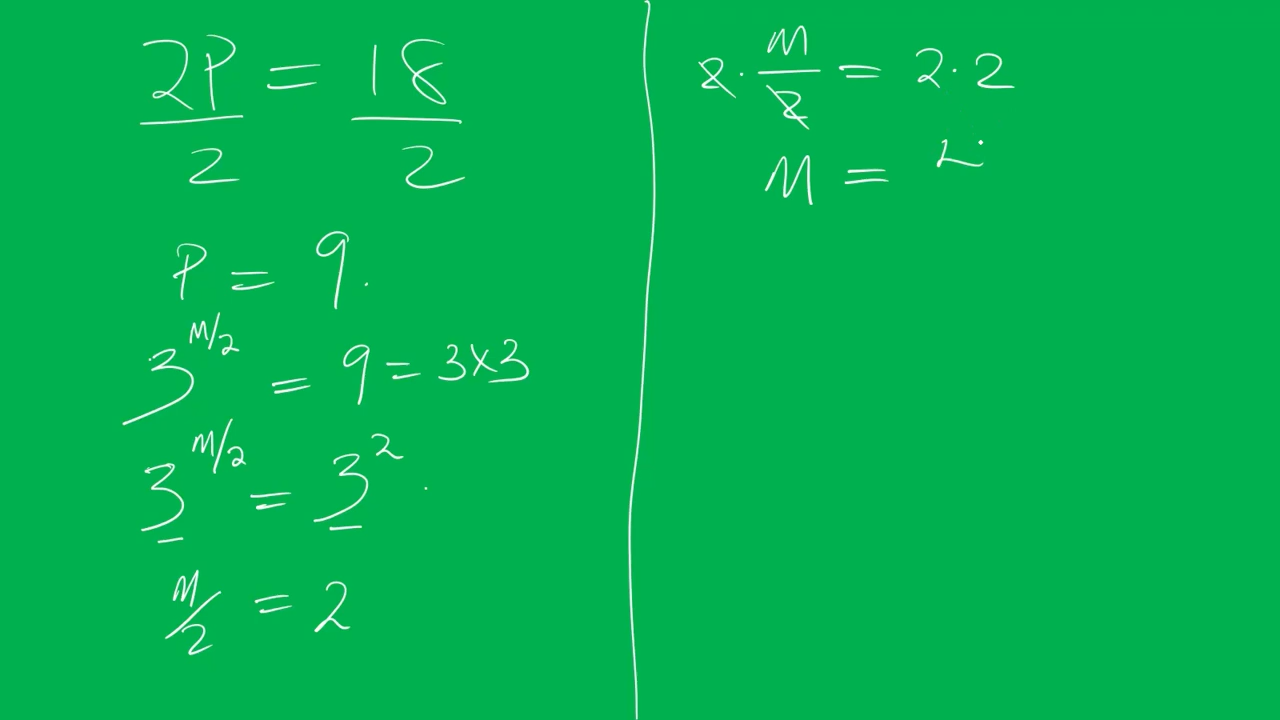 2P = 18
2 2
P = 9.
3^M/2 = 9 = 3×3
3^M/2 = 3^2 .
M/2 = 2
2 · M/2 = 2 · 2
M =